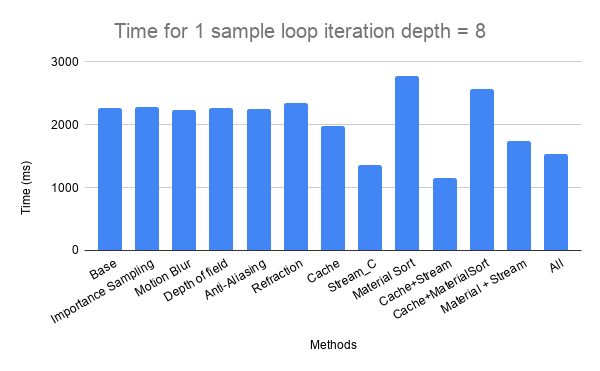 Time for 1 sample loop iteration depth = 8
Time (ms)
3000
2000
1000
0
Base
Importance Sampling
Motion Blur
Depth of field
Anti-Aliasing
Refraction
Cache
Stream_C
Material Sort
Cache+Stream
Cache+MaterialSort
Material + Stream
All
Methods